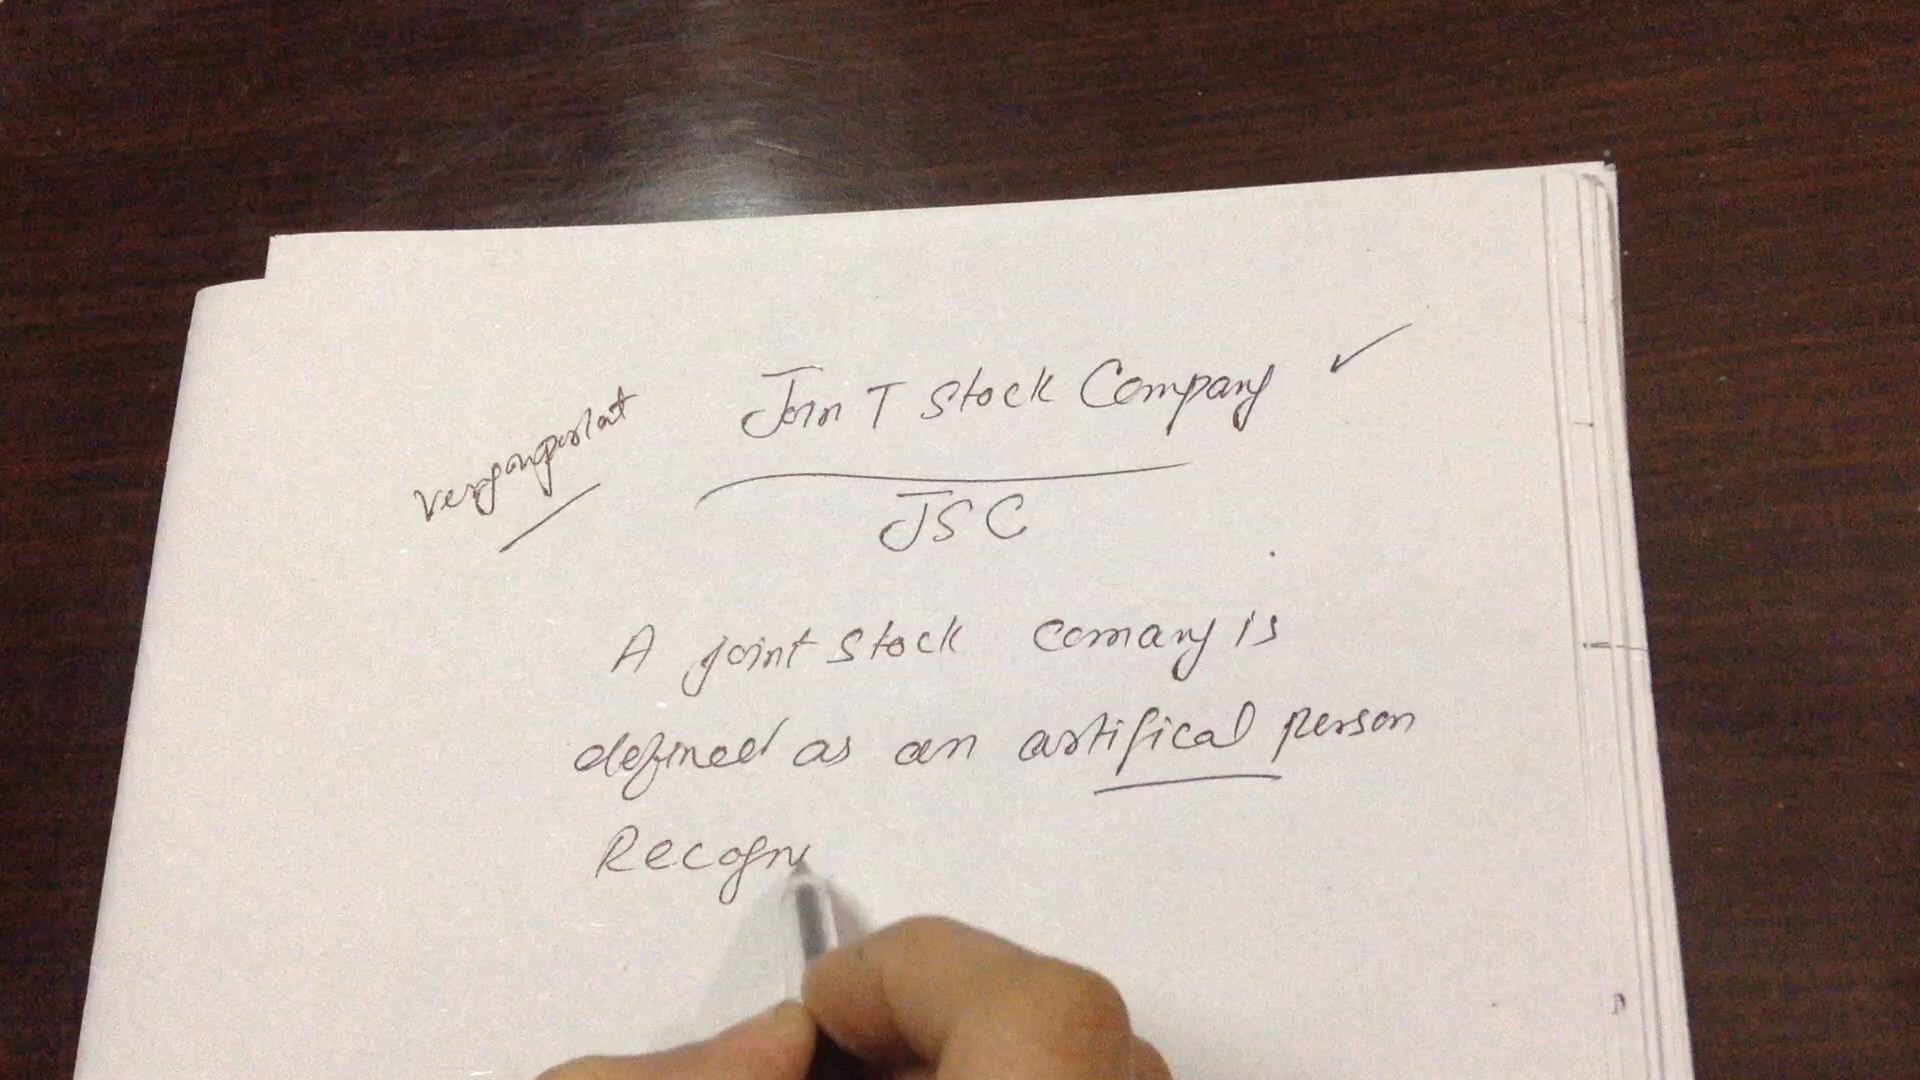 Join T Stock Company
JSC
A joint stock comany is
defined as an artifical person
Recogn